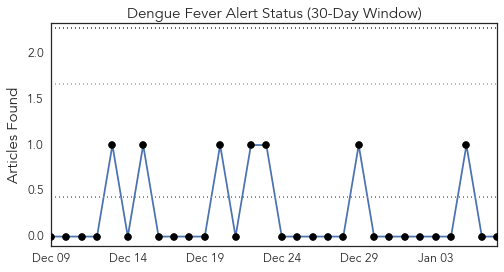 Dengue Fever Alert Status (30-Day Window)
Articles Found
2.0
1.5
1.0
0.5
0.0
Dec 09 Dec 14 Dec 19 Dec 24 Dec 29 Jan 03